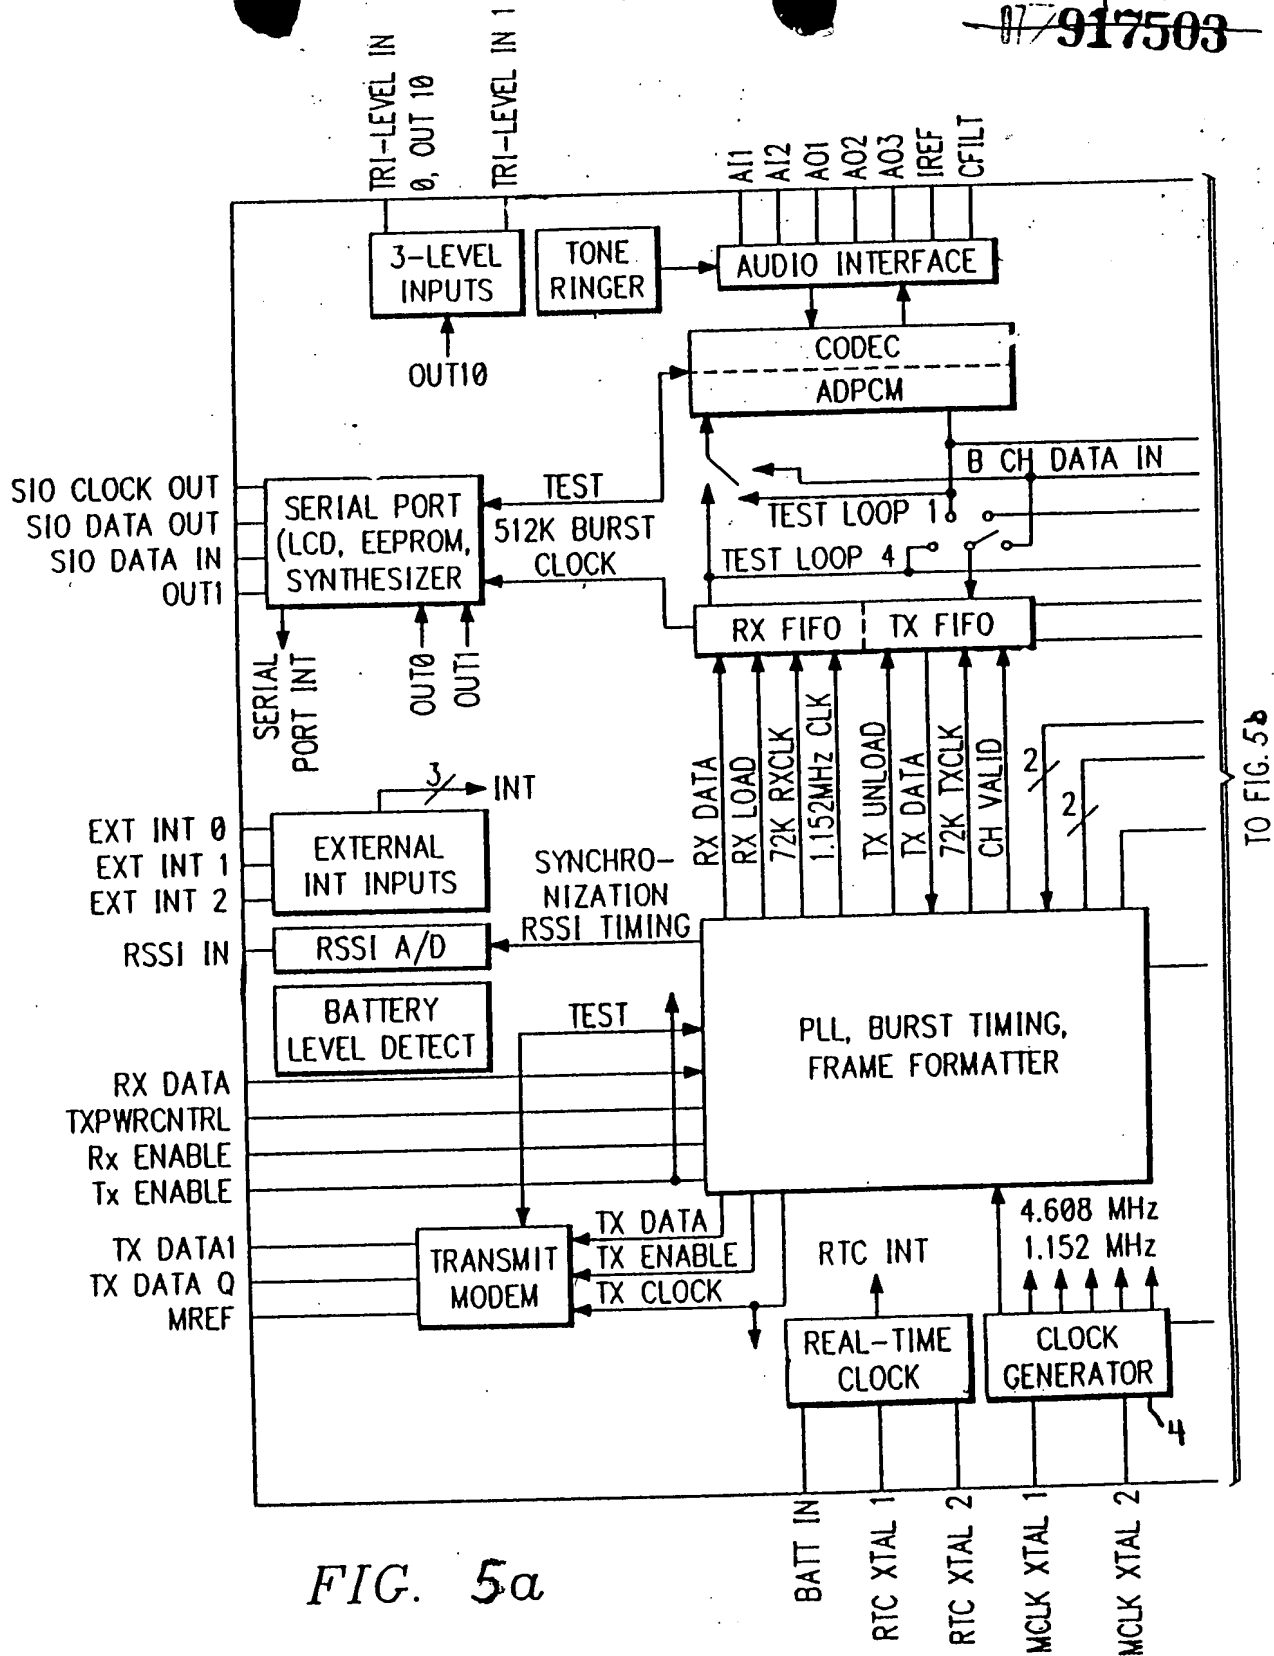 07/917503
TRI-LEVEL IN
0, OUT 10
TRI-LEVEL IN 1
AI1
AI2
AO1
AO2
AO3
IREF
CFILT
3-LEVEL
INPUTS
TONE
RINGER
AUDIO INTERFACE
OUT10
CODEC
ADPCM
B CH DATA IN
SIO CLOCK OUT
SIO DATA OUT
SIO DATA IN
OUT1
SERIAL PORT
(LCD, EEPROM,
SYNTHESIZER
TEST
512K BURST
CLOCK
TEST LOOP 1
TEST LOOP 4
RX FIFO
TX FIFO
SERIAL
PORT INT
OUT0
OUT1
RX DATA
RX LOAD
72K RXCLK
1.152MHz CLK
TX UNLOAD
TX DATA
72K TXCLK
CH VALID
2
2
TO FIG. 5b
3
INT
EXT INT 0
EXT INT 1
EXT INT 2
EXTERNAL
INT INPUTS
SYNCHRO-
NIZATION
RSSI TIMING
RSSI IN
RSSI A/D
BATTERY
LEVEL DETECT
TEST
PLL, BURST TIMING,
FRAME FORMATTER
RX DATA
TXPWRCNTRL
Rx ENABLE
Tx ENABLE
TX DATA1
TX DATA Q
MREF
TRANSMIT
MODEM
TX DATA
TX ENABLE
TX CLOCK
RTC INT
4.608 MHz
1.152 MHz
REAL-TIME
CLOCK
CLOCK
GENERATOR
4
BATT IN
RTC XTAL 1
RTC XTAL 2
MCLK XTAL 1
MCLK XTAL 2
FIG. 5a